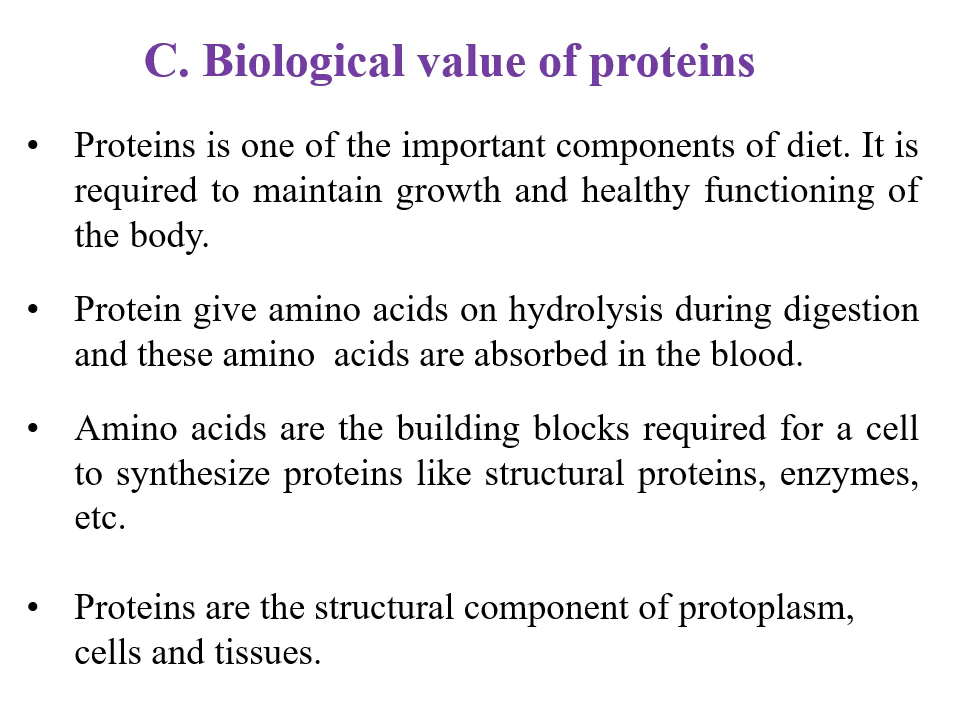 C. Biological value of proteins
• Proteins is one of the important components of diet. It is
required to maintain growth and healthy functioning of
the body.
• Protein give amino acids on hydrolysis during digestion
and these amino  acids are absorbed in the blood.
• Amino acids are the building blocks required for a cell
to synthesize proteins like structural proteins, enzymes,
etc.
• Proteins are the structural component of protoplasm,
cells and tissues.